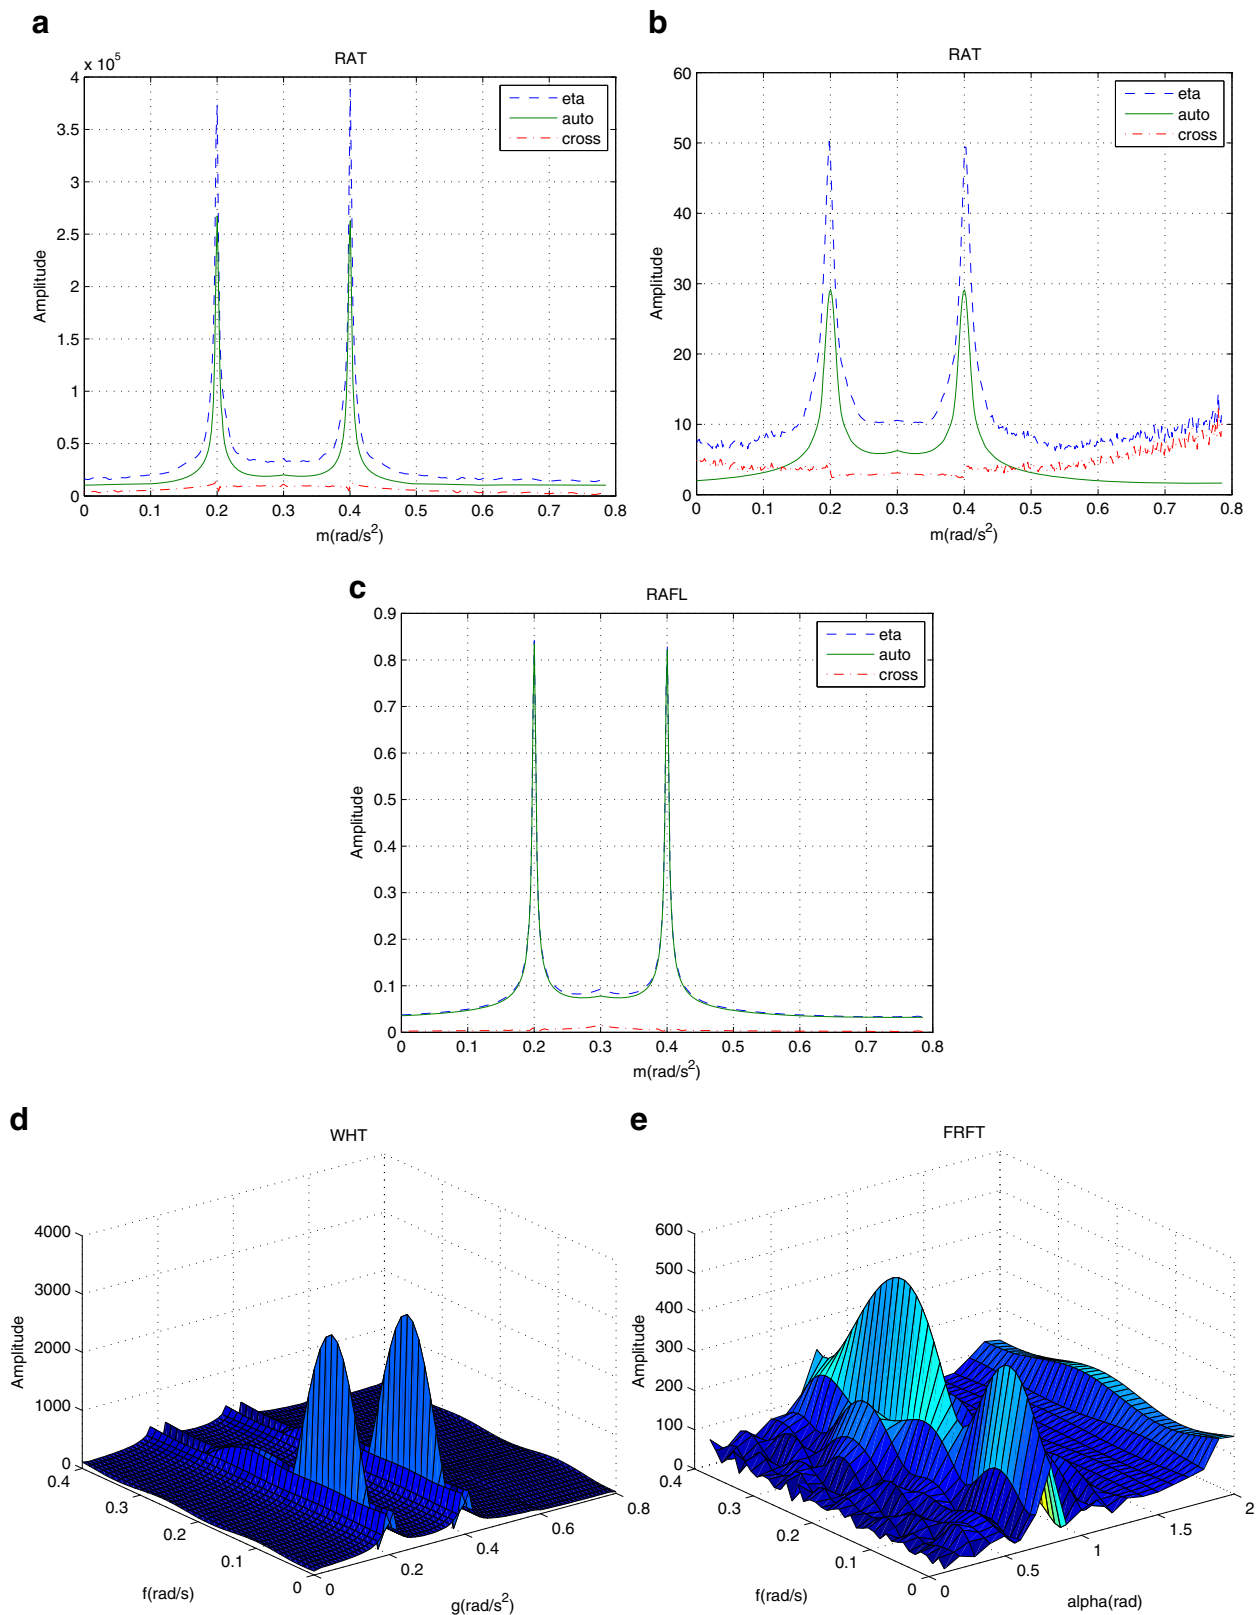 a
RAT
x 10^5
4
3.5
3
2.5
2
1.5
1
0.5
0
Amplitude
eta
auto
cross
0 0.1 0.2 0.3 0.4 0.5 0.6 0.7 0.8
m(rad/s^2)
b
RAT
60
50
40
30
20
10
0
Amplitude
eta
auto
cross
0 0.1 0.2 0.3 0.4 0.5 0.6 0.7 0.8
m(rad/s^2)
c
RAFL
0.9
0.8
0.7
0.6
0.5
0.4
0.3
0.2
0.1
0
Amplitude
eta
auto
cross
0 0.1 0.2 0.3 0.4 0.5 0.6 0.7 0.8
m(rad/s^2)
d
WHT
4000
3000
2000
1000
0
Amplitude
0.4
0.3
0.2
0.1
0
f(rad/s)
0
0.2
0.4
0.6
0.8
g(rad/s^2)
e
FRFT
600
500
400
300
200
100
0
Amplitude
0.4
0.3
0.2
0.1
0
f(rad/s)
0
0.5
1
1.5
2
alpha(rad)